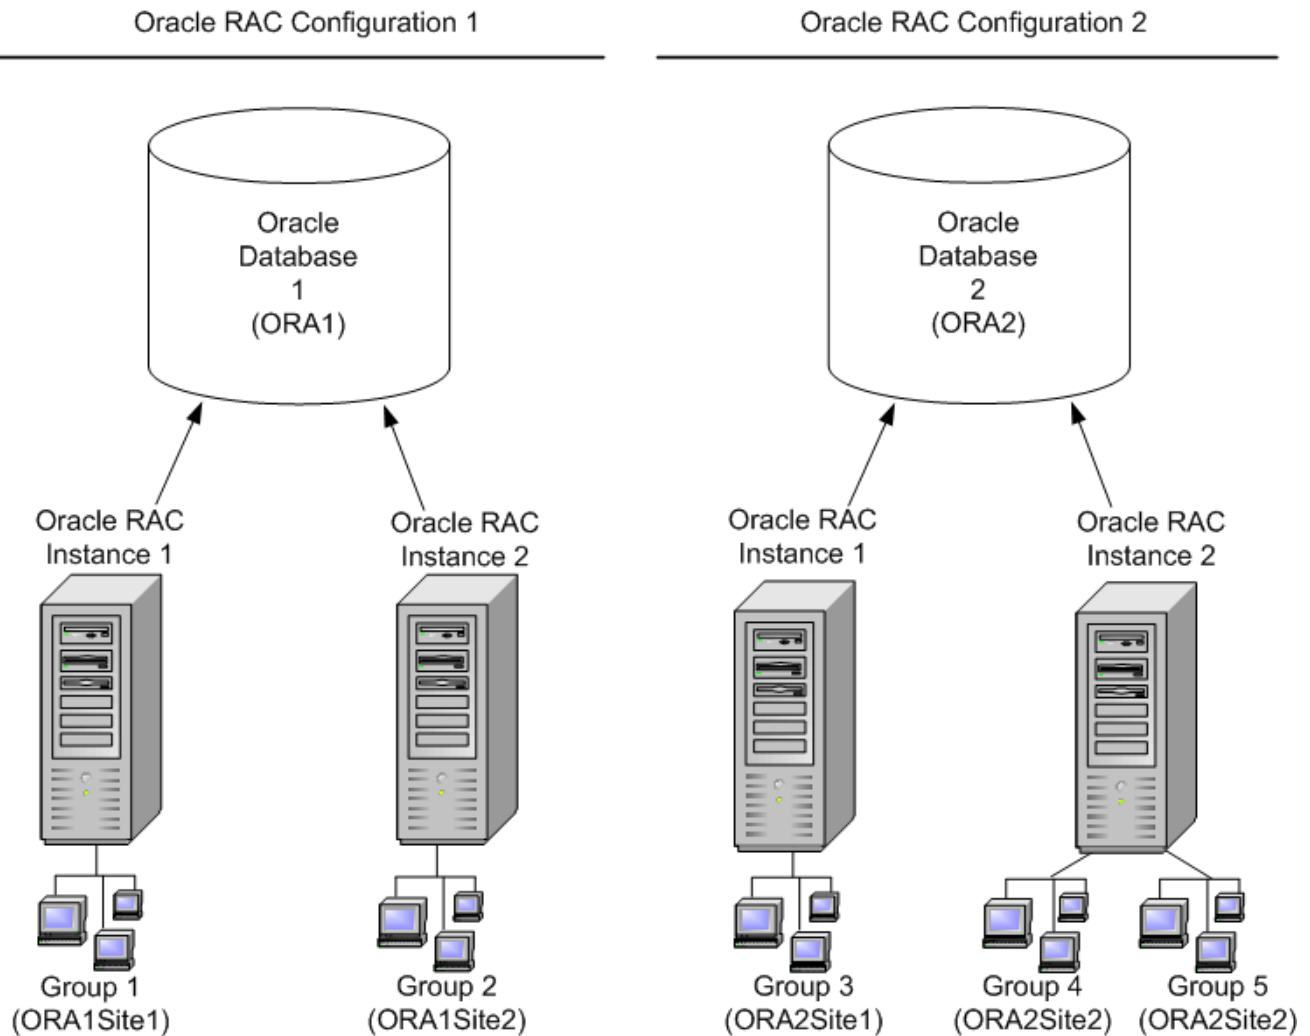 Oracle RAC Configuration 1
Oracle RAC Configuration 2
Oracle
Database
1
(ORA1)
Oracle
Database
2
(ORA2)
Oracle RAC
Instance 1
Oracle RAC
Instance 2
Oracle RAC
Instance 1
Oracle RAC
Instance 2
Group 1
(ORA1Site1)
Group 2
(ORA1Site2)
Group 3
(ORA2Site1)
Group 4
(ORA2Site2)
Group 5
(ORA2Site2)